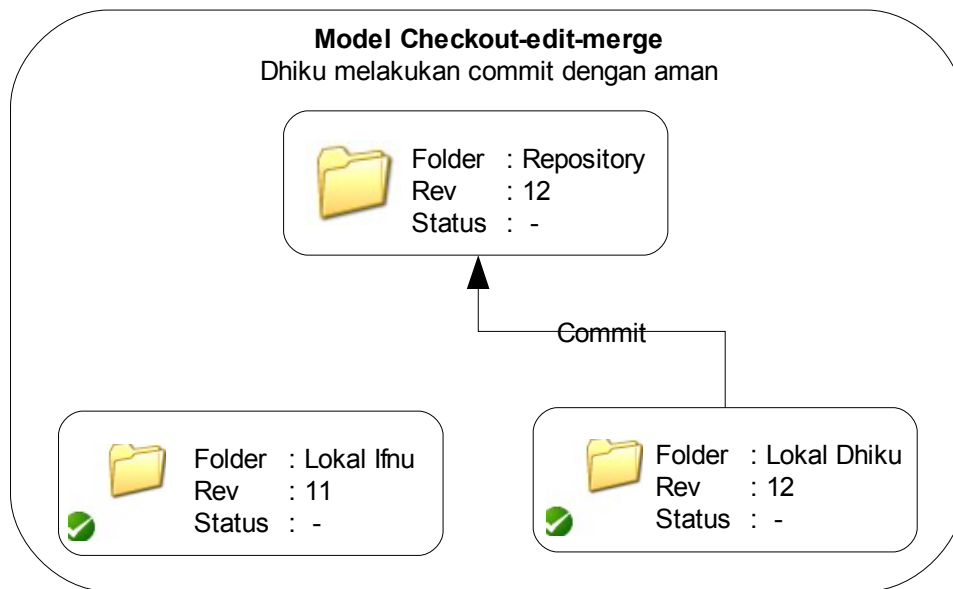 Model Checkout-edit-merge
Dhiku melakukan commit dengan aman
Folder : Repository
Rev : 12
Status : -
Commit
Folder : Lokal Ifnu
Rev : 11
Status : -
Folder : Lokal Dhiku
Rev : 12
Status : -